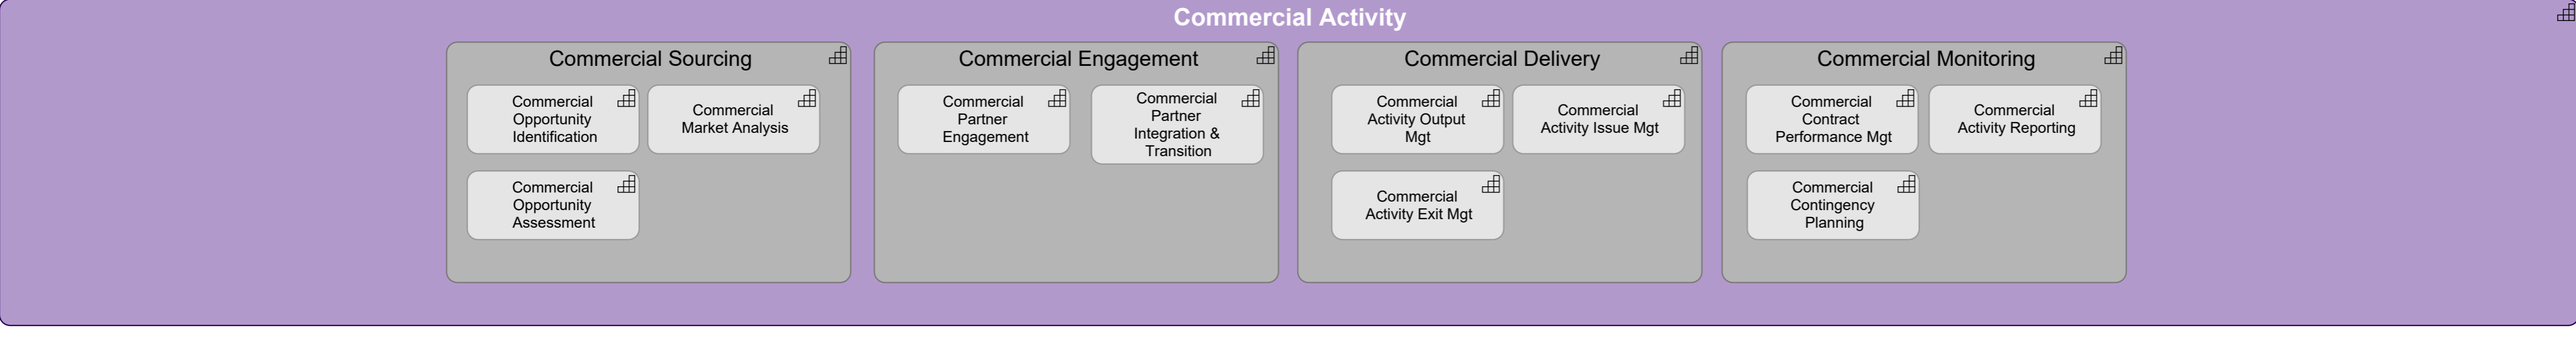 Commercial Activity
Commercial Sourcing
Commercial
Opportunity
Identification
Commercial
Market Analysis
Commercial
Opportunity
Assessment
Commercial Engagement
Commercial
Partner
Engagement
Commercial
Partner
Integration &
Transition
Commercial Delivery
Commercial
Activity Output
Mgt
Commercial
Activity Issue Mgt
Commercial
Activity Exit Mgt
Commercial Monitoring
Commercial
Contract
Performance Mgt
Commercial
Activity Reporting
Commercial
Contingency
Planning